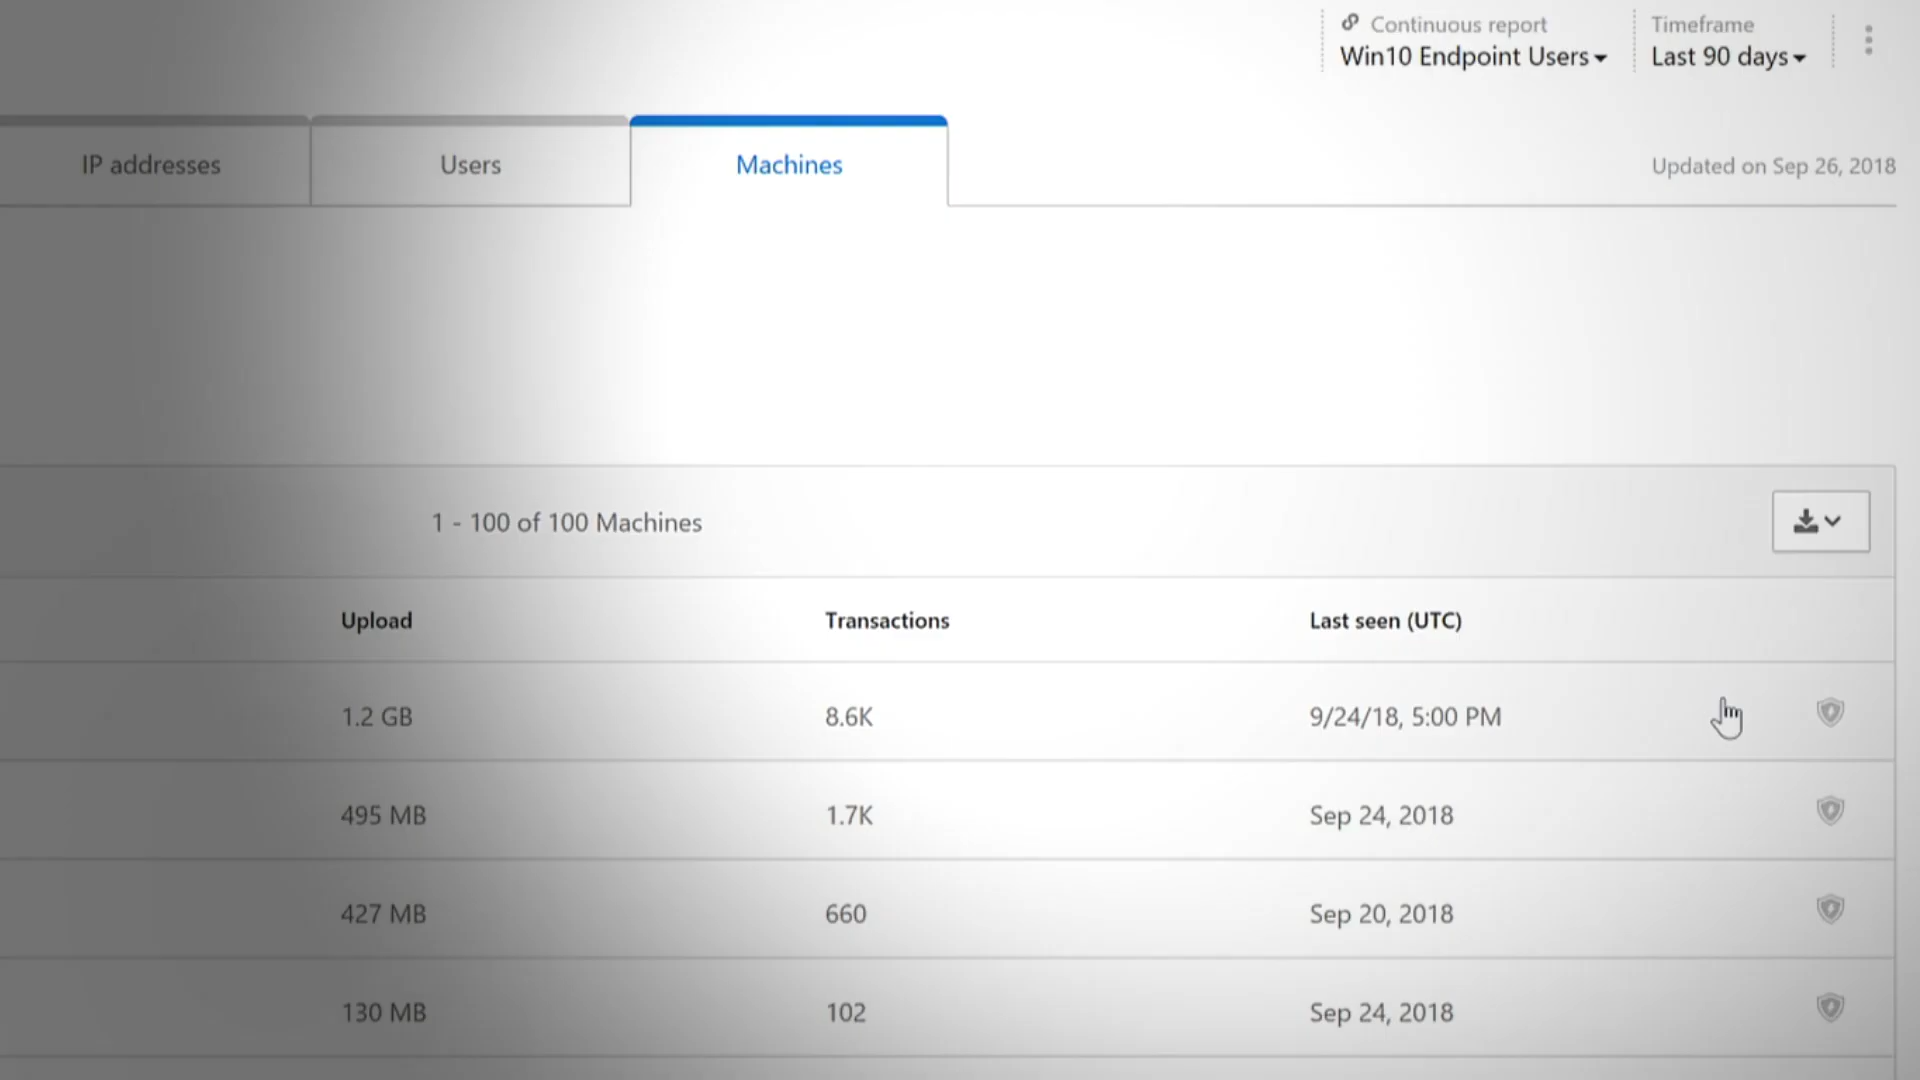 Continuous report
Win10 Endpoint Users
Timeframe
Last 90 days
IP addresses
Users
Machines
Updated on Sep 26, 2018
1 - 100 of 100 Machines
Upload
Transactions
Last seen (UTC)
1.2 GB
8.6K
9/24/18, 5:00 PM
495 MB
1.7K
Sep 24, 2018
427 MB
660
Sep 20, 2018
130 MB
102
Sep 24, 2018